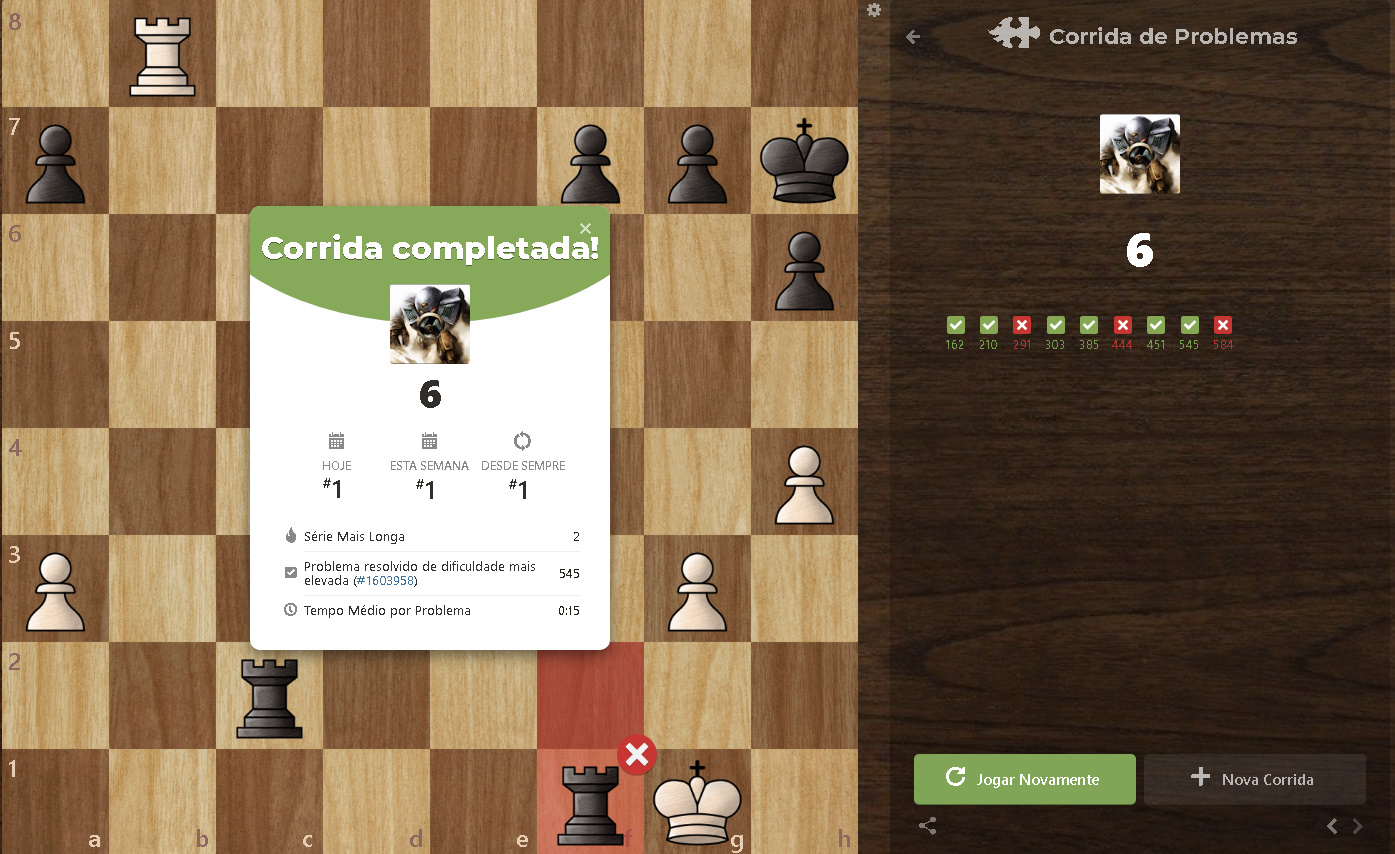 8
7
6
5
4
3
2
1
a b c d e f g h
Corrida completada!
6
HOJE
#1
ESTA SEMANA
#1
DESDE SEMPRE
#1
Série Mais Longa 2
Problema resolvido de dificuldade mais
elevada (#1603958) 545
Tempo Médio por Problema 0:15
Corrida de Problemas
6
162 210 291 303 385 444 451 545 584
Jogar Novamente
Nova Corrida